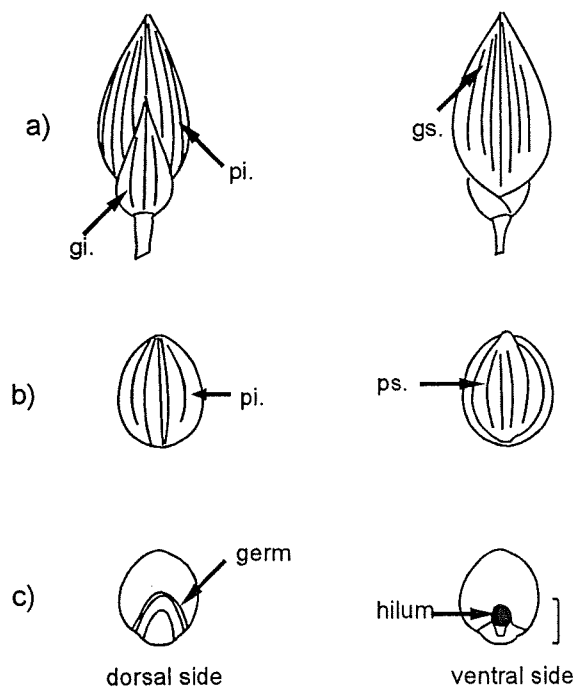 a)
pi.
gi.
gs.
b)
pi.
ps.
c)
germ
hilum
dorsal side
ventral side